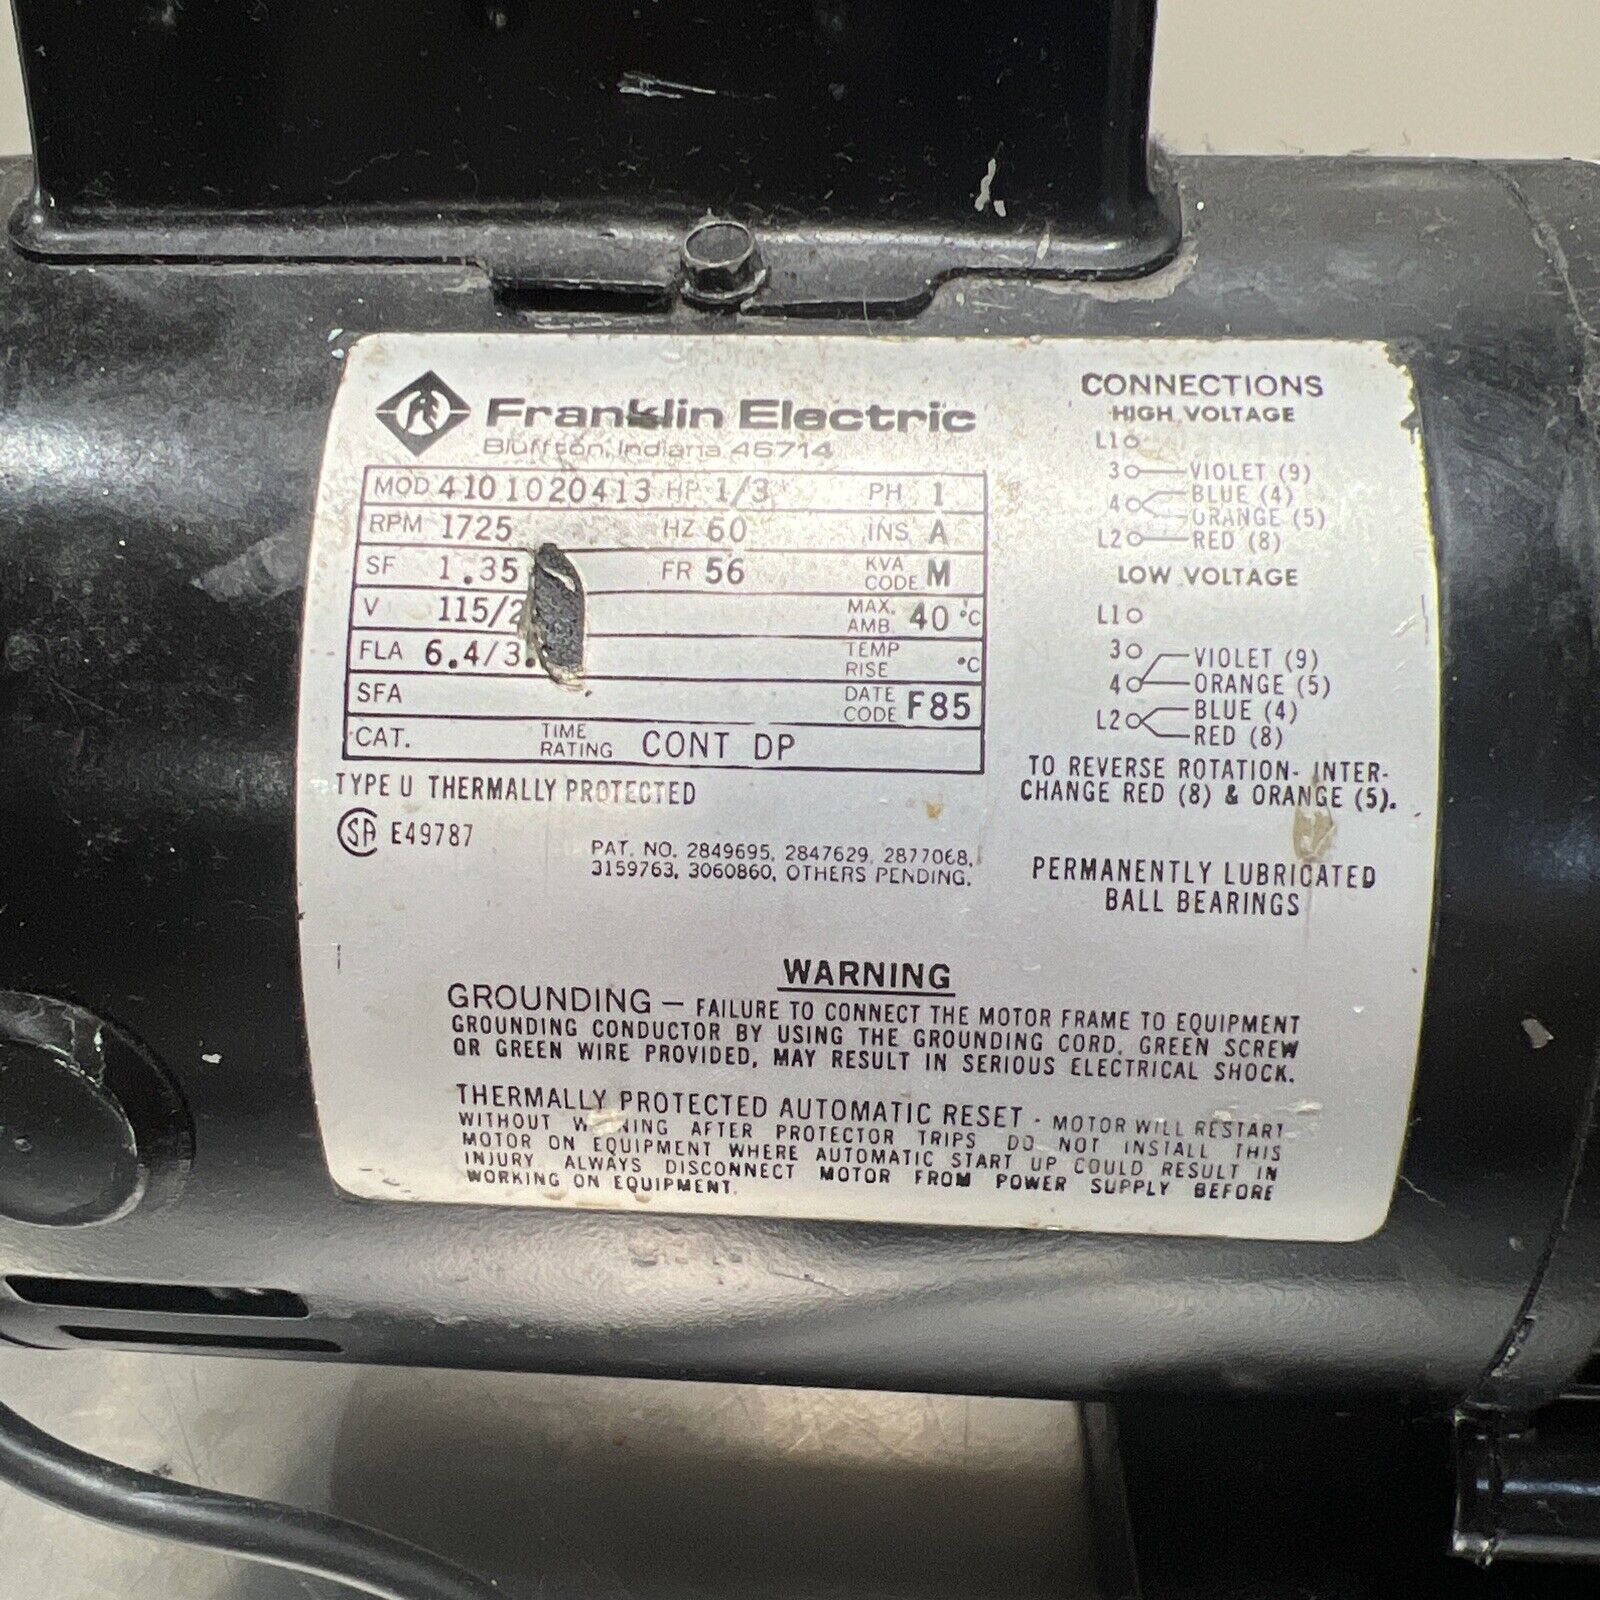 Franklin Electric
Bluffton, Indiana 46714
MOD 4101020413 HP 1/3 PH 1
RPM 1725 HZ 60 INS A
SF 1.35 FR 56 KVA CODE M
V 115/2 MAX. AMB. 40 °C
FLA 6.4/3. TEMP RISE °C
SFA DATE CODE F85
CAT. TIME RATING CONT DP
TYPE U THERMALLY PROTECTED
SA E49787
PAT. NO. 2849695, 2847629, 2877068,
3159763, 3060860, OTHERS PENDING.
CONNECTIONS
HIGH VOLTAGE
L1
3 VIOLET (9)
4 BLUE (4)
ORANGE (5)
L2 RED (8)
LOW VOLTAGE
L1
3 VIOLET (9)
4 ORANGE (5)
L2 BLUE (4)
RED (8)
TO REVERSE ROTATION- INTER-
CHANGE RED (8) & ORANGE (5).
PERMANENTLY LUBRICATED
BALL BEARINGS
WARNING
GROUNDING — FAILURE TO CONNECT THE MOTOR FRAME TO EQUIPMENT
GROUNDING CONDUCTOR BY USING THE GROUNDING CORD, GREEN SCREW
OR GREEN WIRE PROVIDED, MAY RESULT IN SERIOUS ELECTRICAL SHOCK.
THERMALLY PROTECTED AUTOMATIC RESET - MOTOR WILL RESTART
WITHOUT WARNING AFTER PROTECTOR TRIPS DO NOT INSTALL THIS
MOTOR ON EQUIPMENT WHERE AUTOMATIC START UP COULD RESULT IN
INJURY. ALWAYS DISCONNECT MOTOR FROM POWER SUPPLY BEFORE
WORKING ON EQUIPMENT.